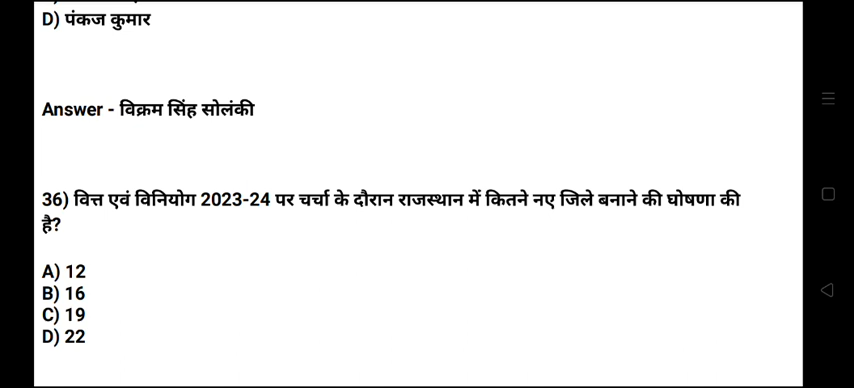 D) पंकज कुमार
Answer - विक्रम सिंह सोलंकी
36) वित्त एवं विनियोग 2023-24 पर चर्चा के दौरान राजस्थान में कितने नए जिले बनाने की घोषणा की
है?
A) 12
B) 16
C) 19
D) 22